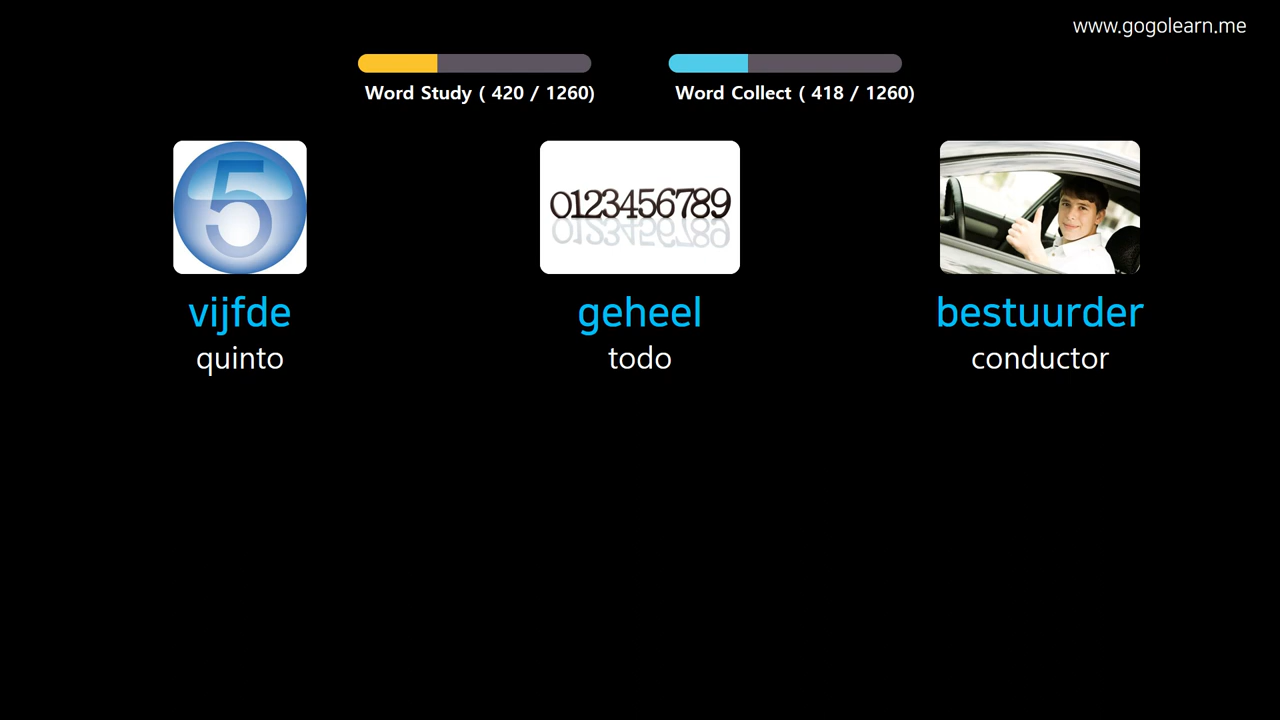 www.gogolearn.me
Word Study ( 420 / 1260)
Word Collect ( 418 / 1260)
5
0123456789
vijfde
geheel
bestuurder
quinto
todo
conductor